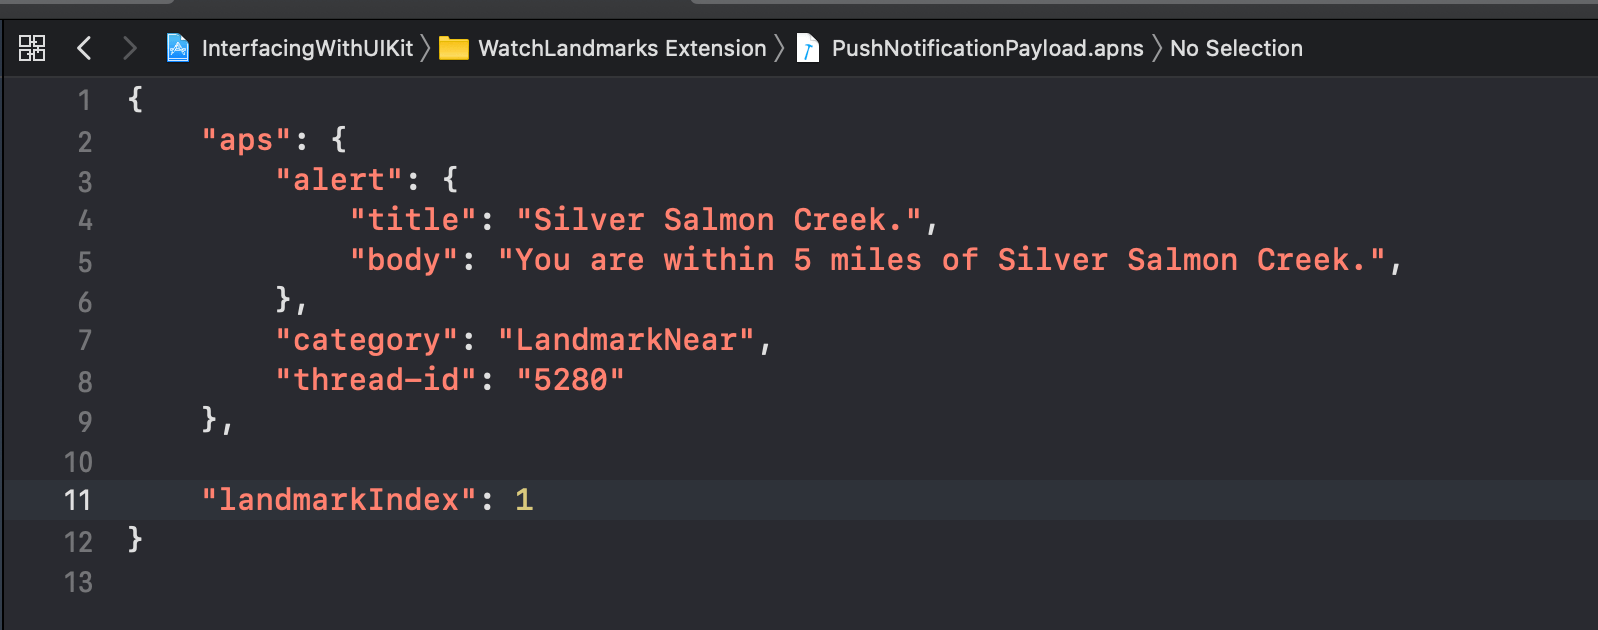 InterfacingWithUIKit 〉 WatchLandmarks Extension 〉 PushNotificationPayload.apns 〉 No Selection
1 {
2 "aps": {
3 "alert": {
4 "title": "Silver Salmon Creek.",
5 "body": "You are within 5 miles of Silver Salmon Creek.",
6 },
7 "category": "LandmarkNear",
8 "thread-id": "5280"
9 },
10
11 "landmarkIndex": 1
12 }
13